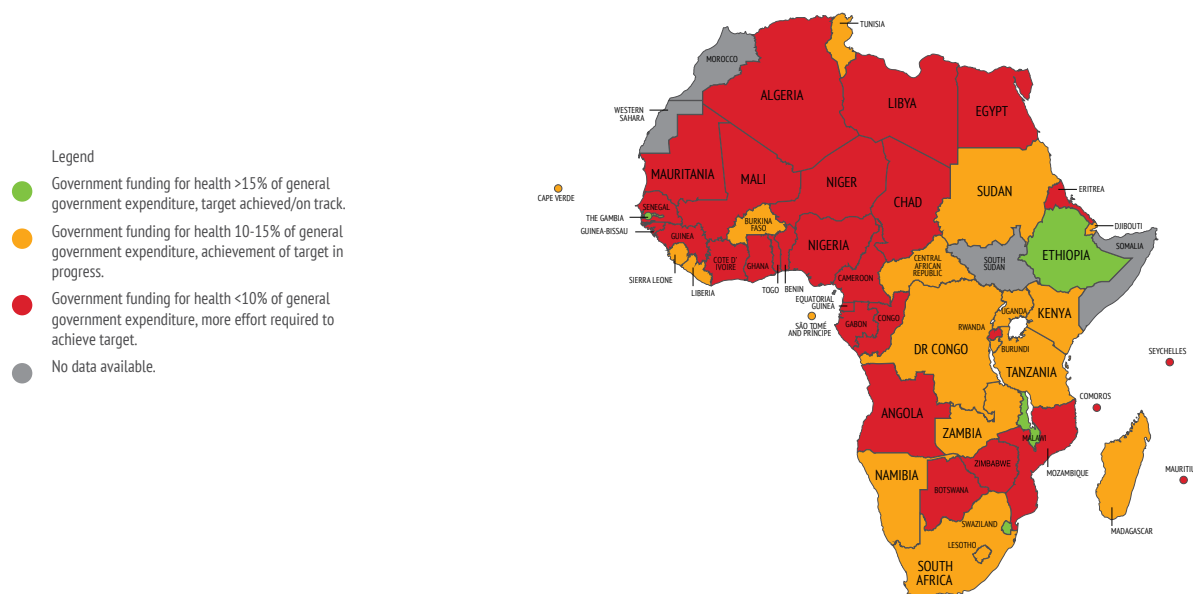 Legend
Government funding for health >15% of general
government expenditure, target achieved/on track.
Government funding for health 10-15% of general
government expenditure, achievement of target in
progress.
Government funding for health <10% of general
government expenditure, more effort required to
achieve target.
No data available.
TUNISIA
MOROCCO
ALGERIA
LIBYA
EGYPT
WESTERN
SAHARA
MAURITANIA
MALI
NIGER
CHAD
SUDAN
ERITREA
CAPE VERDE
SENEGAL
THE GAMBIA
GUINEA-BISSAU
GUINEA
BURKINA
FASO
DJIBOUTI
SOMALIA
NIGERIA
ETHIOPIA
SOUTH
SUDAN
CENTRAL
AFRICAN
REPUBLIC
COTE D'
IVOIRE
GHANA
SIERRA LEONE
LIBERIA
TOGO
BENIN
CAMEROON
EQUATORIAL
GUINEA
SÃO TOMÉ
AND PRÍNCIPE
GABON
CONGO
UGANDA
KENYA
RWANDA
BURUNDI
DR CONGO
TANZANIA
SEYCHELLES
COMOROS
ANGOLA
ZAMBIA
MALAWI
MOZAMBIQUE
ZIMBABWE
NAMIBIA
BOTSWANA
MAURITIU
MADAGASCAR
SWAZILAND
LESOTHO
SOUTH
AFRICA